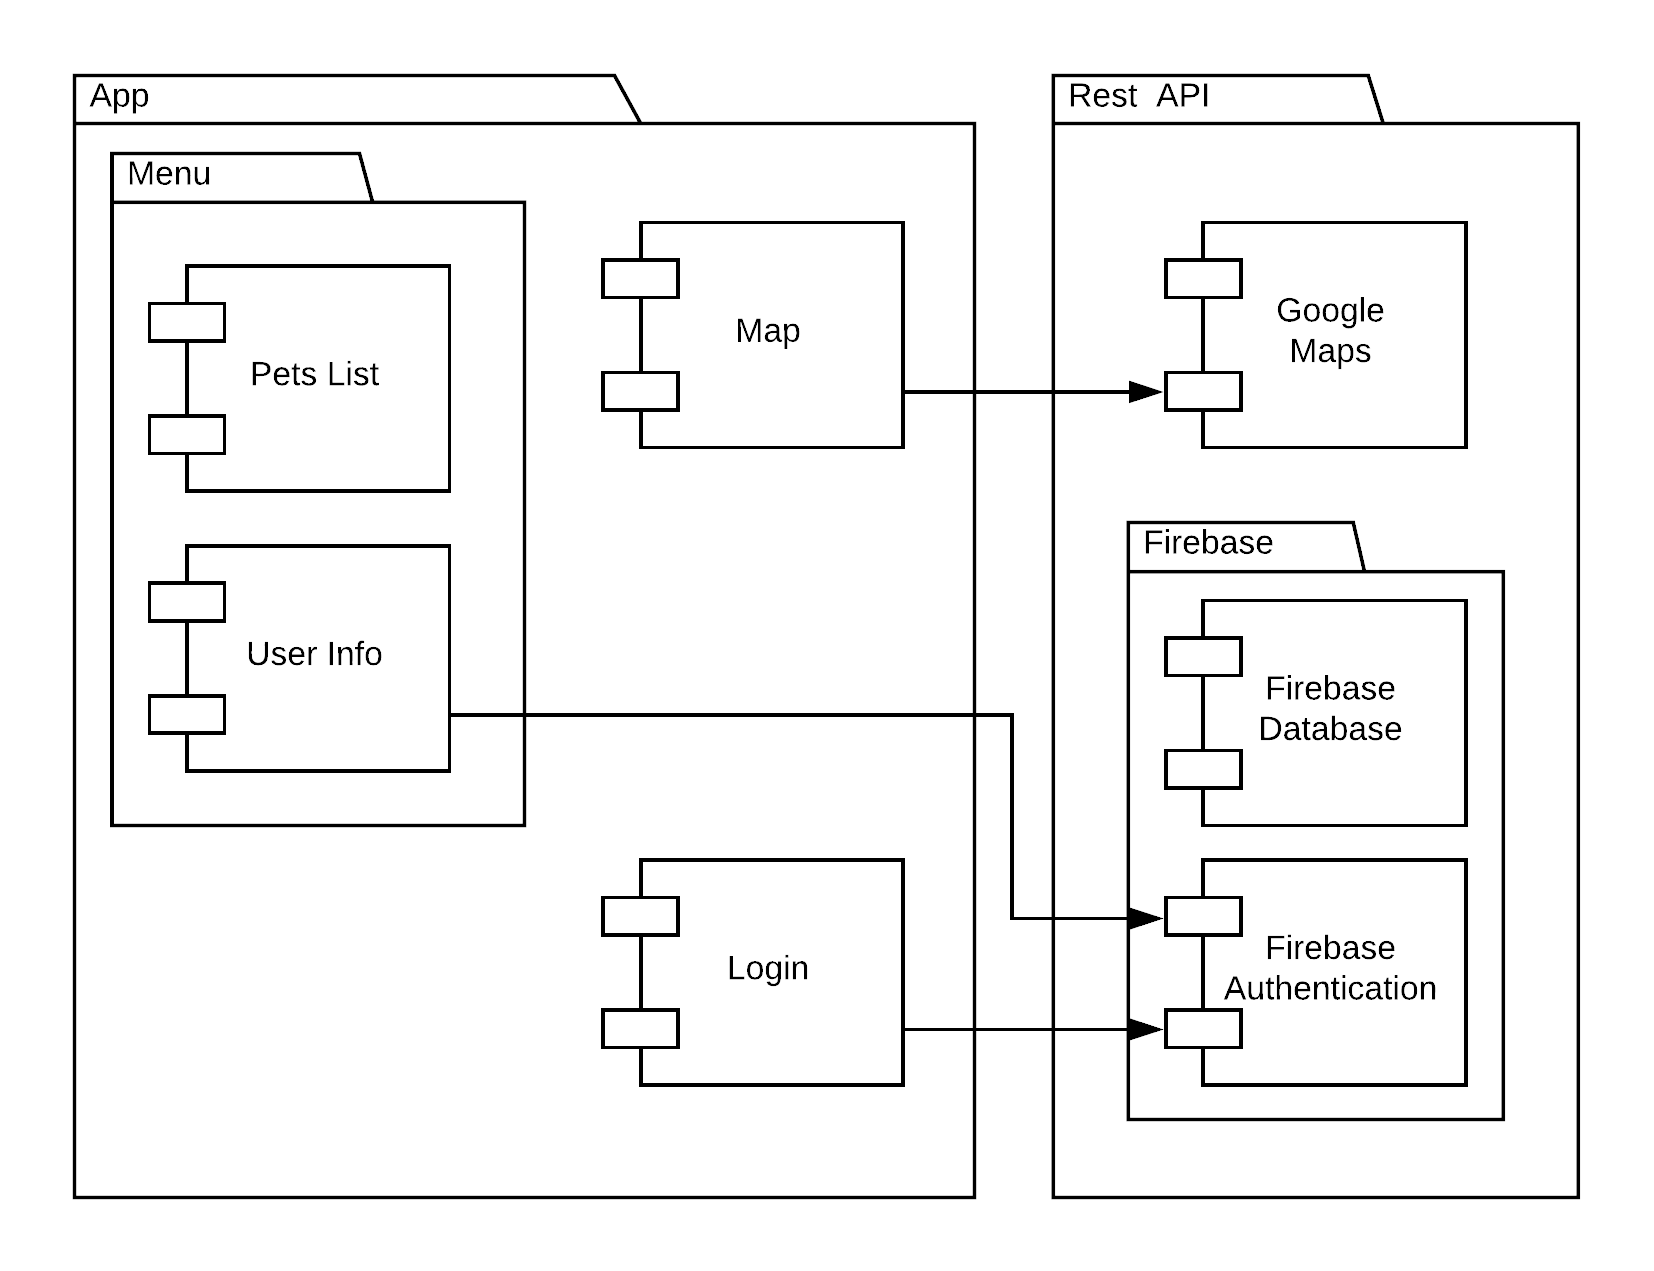 App
Menu
Pets List
User Info
Map
Login
Rest API
Google
Maps
Firebase
Firebase
Database
Firebase
Authentication